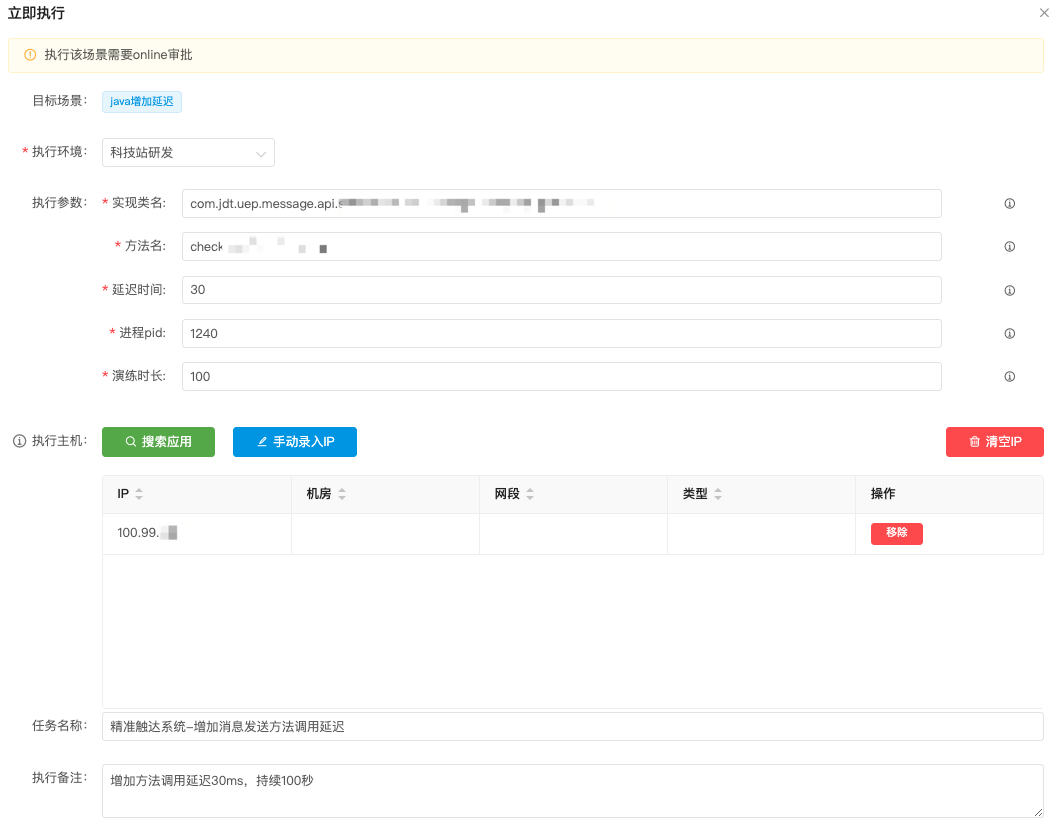 立即执行
执行该场景需要online审批
目标场景: java增加延迟
* 执行环境: 科技站研发
执行参数: * 实现类名: com.jdt.uep.message.api.
* 方法名: check
* 延迟时间: 30
* 进程pid: 1240
* 演练时长: 100
执行主机: 搜索应用 手动录入IP 清空IP
IP 机房 网段 类型 操作
100.99. 移除
任务名称: 精准触达系统-增加消息发送方法调用延迟
执行备注: 增加方法调用延迟30ms，持续100秒